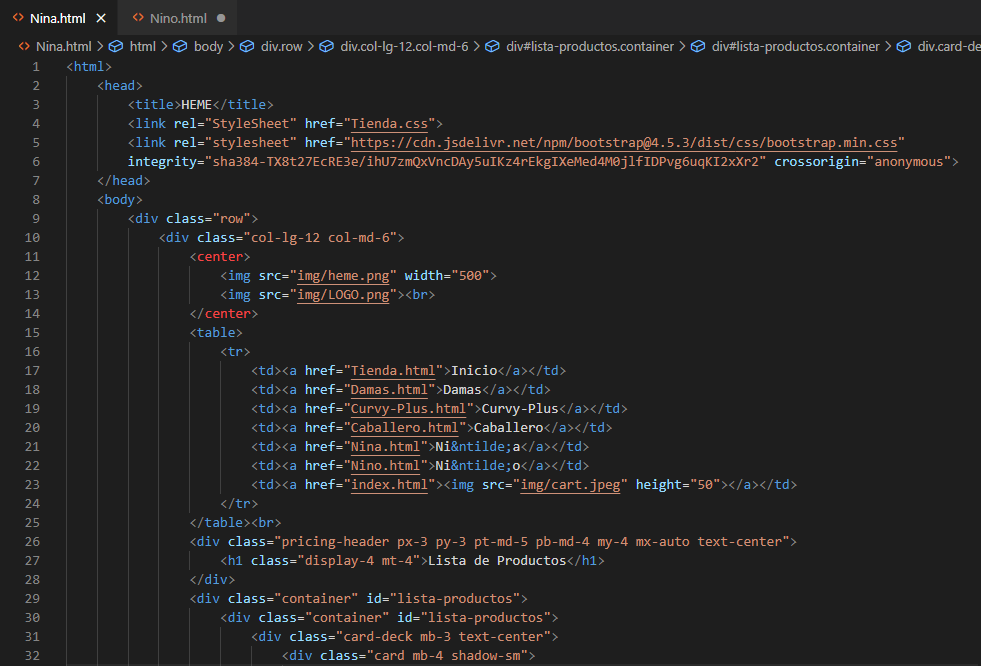 Nina.html
Nino.html
Nina.html > html > body > div.row > div.col-lg-12.col-md-6 > div#lista-productos.container > div#lista-productos.container > div.card-de
1 <html>
2 <head>
3 <title>HEME</title>
4 <link rel="StyleSheet" href="Tienda.css">
5 <link rel="stylesheet" href="https://cdn.jsdelivr.net/npm/bootstrap@4.5.3/dist/css/bootstrap.min.css"
6 integrity="sha384-TX8t27EcRE3e/ihU7zmQxVncDAy5uIKz4rEkgIXeMed4M0jlfIDPvg6uqKI2xXr2" crossorigin="anonymous">
7 </head>
8 <body>
9 <div class="row">
10 <div class="col-lg-12 col-md-6">
11 <center>
12 <img src="img/heme.png" width="500">
13 <img src="img/LOGO.png"><br>
14 </center>
15 <table>
16 <tr>
17 <td><a href="Tienda.html">Inicio</a></td>
18 <td><a href="Damas.html">Damas</a></td>
19 <td><a href="Curvy-Plus.html">Curvy-Plus</a></td>
20 <td><a href="Caballero.html">Caballero</a></td>
21 <td><a href="Nina.html">Ni&ntilde;a</a></td>
22 <td><a href="Nino.html">Ni&ntilde;o</a></td>
23 <td><a href="index.html"><img src="img/cart.jpeg" height="50"></a></td>
24 </tr>
25 </table><br>
26 <div class="pricing-header px-3 py-3 pt-md-5 pb-md-4 my-4 mx-auto text-center">
27 <h1 class="display-4 mt-4">Lista de Productos</h1>
28 </div>
29 <div class="container" id="lista-productos">
30 <div class="container" id="lista-productos">
31 <div class="card-deck mb-3 text-center">
32 <div class="card mb-4 shadow-sm">